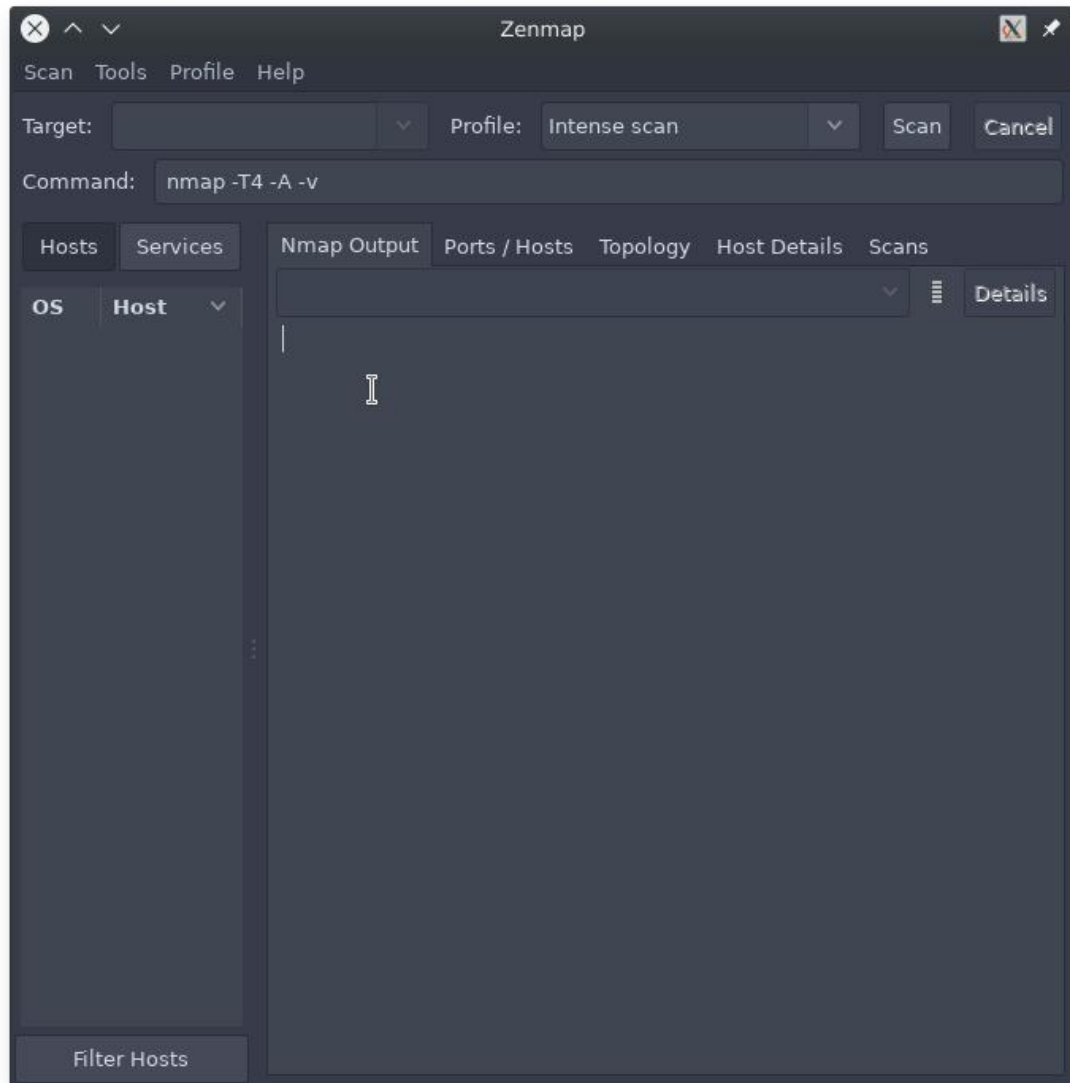 Zenmap
Scan Tools Profile Help
Target: Profile: Intense scan Scan Cancel
Command: nmap -T4 -A -v
Hosts Services Nmap Output Ports / Hosts Topology Host Details Scans
OS Host Details
Filter Hosts